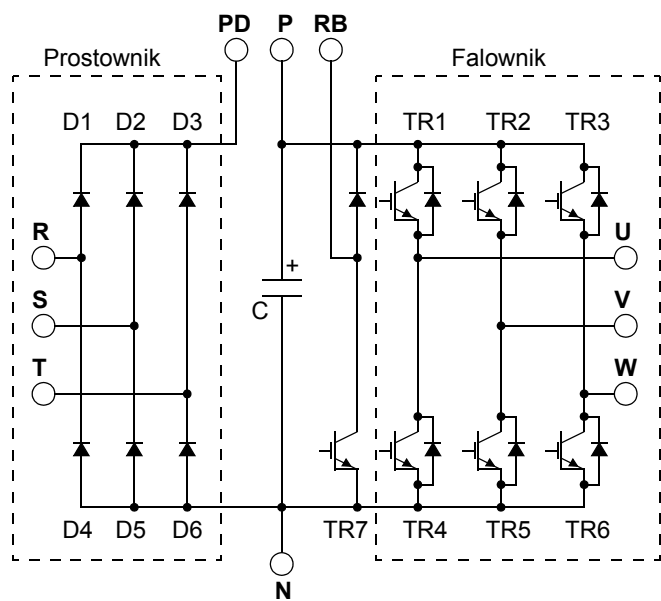 PD P RB
Prostownik Falownik
D1 D2 D3 TR1 TR2 TR3
R U
+
S C V
T W
D4 D5 D6 TR7 TR4 TR5 TR6
N